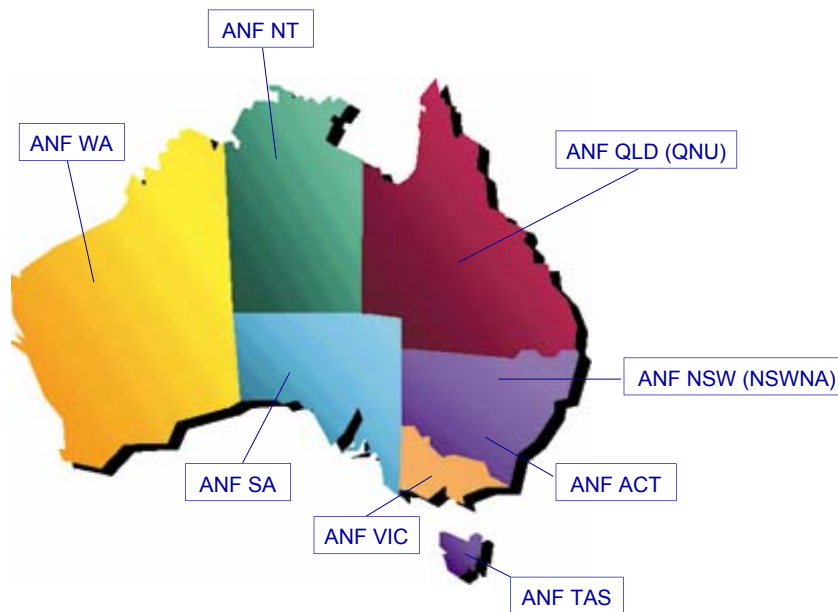 ANF NT
ANF WA
ANF QLD (QNU)
ANF NSW (NSWNA)
ANF SA
ANF ACT
ANF VIC
ANF TAS